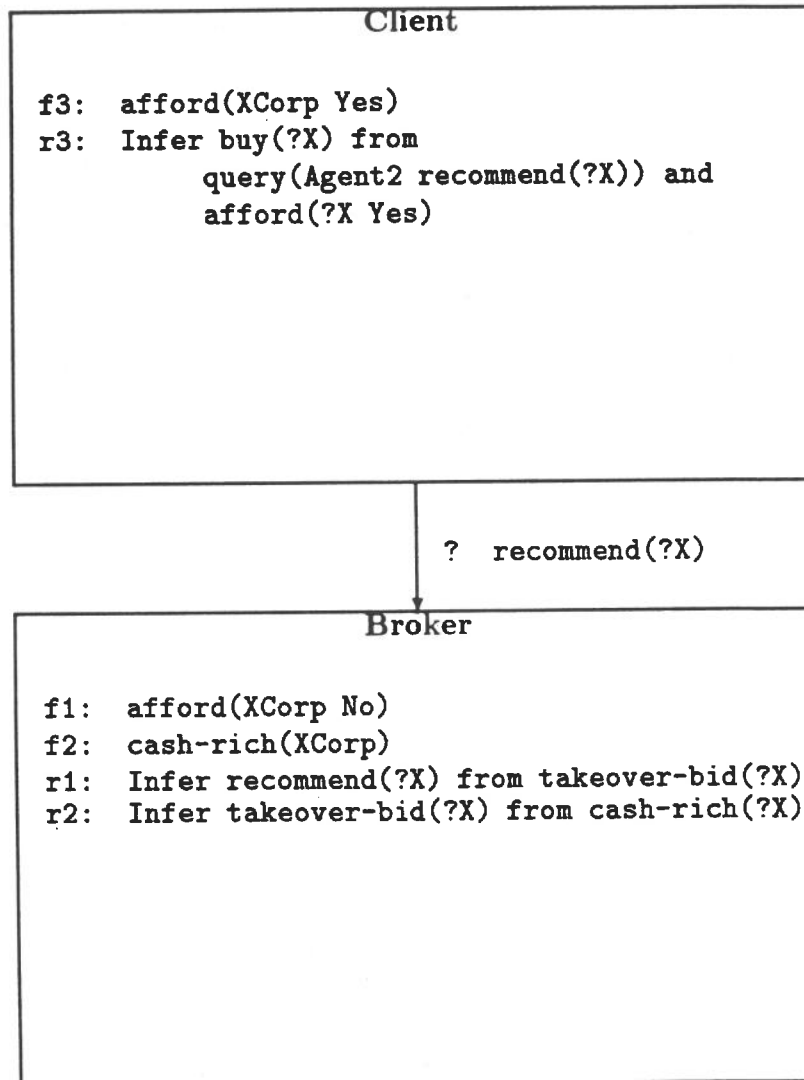 Client
f3: afford(XCorp Yes)
r3: Infer buy(?X) from
query(Agent2 recommend(?X)) and
afford(?X Yes)
? recommend(?X)
Broker
f1: afford(XCorp No)
f2: cash-rich(XCorp)
r1: Infer recommend(?X) from takeover-bid(?X)
r2: Infer takeover-bid(?X) from cash-rich(?X)